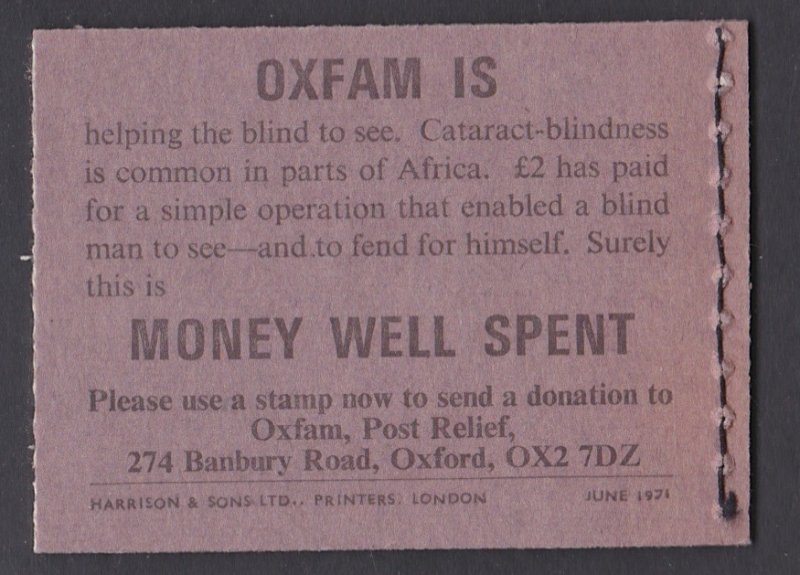 OXFAM IS
helping the blind to see. Cataract-blindness
is common in parts of Africa. £2 has paid
for a simple operation that enabled a blind
man to see—and to fend for himself. Surely
this is
MONEY WELL SPENT
Please use a stamp now to send a donation to
Oxfam, Post Relief,
274 Banbury Road, Oxford, OX2 7DZ
HARRISON & SONS LTD., PRINTERS, LONDON JUNE 1971